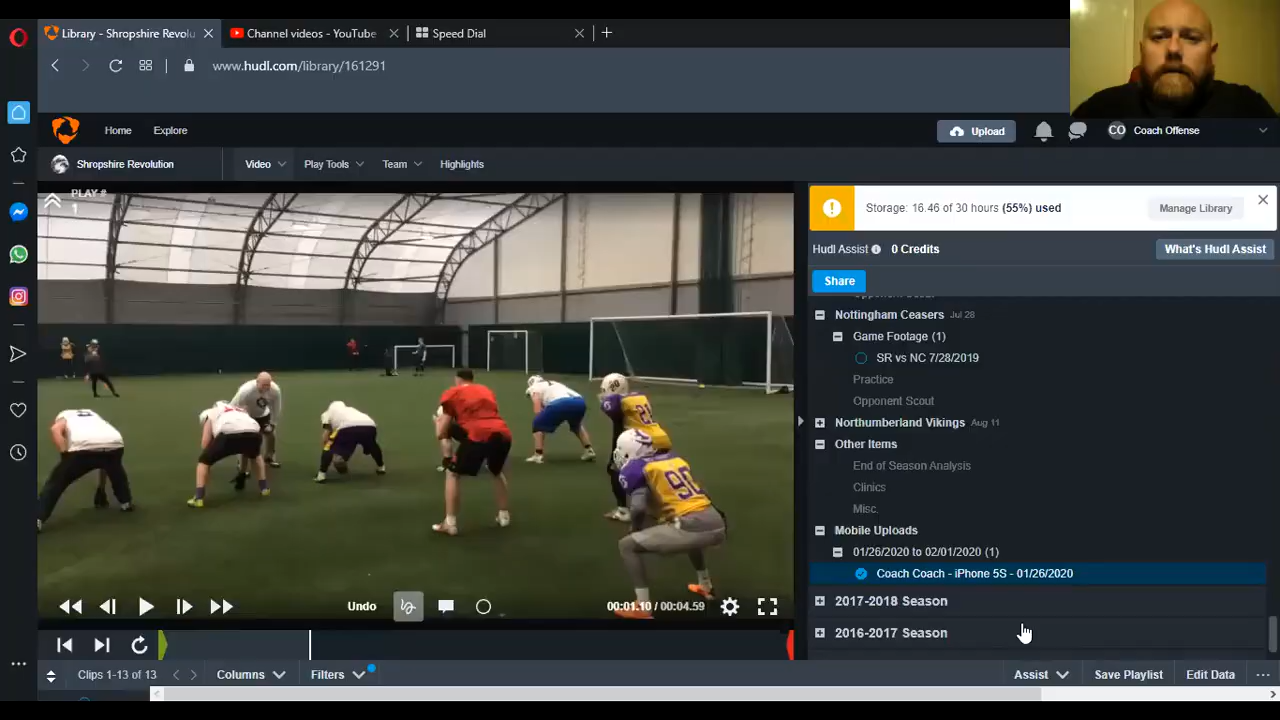 Library - Shropshire Revolu
Channel videos - YouTube
Speed Dial
www.hudl.com/library/161291
Home
Explore
Upload
CO
Coach Offense
Shropshire Revolution
Video
Play Tools
Team
Highlights
PLAY #
1
Storage: 16.46 of 30 hours (55%) used
Manage Library
Hudl Assist
0 Credits
What's Hudl Assist
Share
Opponent Scout
Nottingham Ceasers Jul 28
Game Footage (1)
SR vs NC 7/28/2019
Practice
Opponent Scout
Northumberland Vikings Aug 11
Other Items
End of Season Analysis
Clinics
Misc.
Mobile Uploads
01/26/2020 to 02/01/2020 (1)
Coach Coach - iPhone 5S - 01/26/2020
2017-2018 Season
2016-2017 Season
21
90
Undo
00:01.10 / 00:04.59
Clips 1-13 of 13
Columns
Filters
Assist
Save Playlist
Edit Data